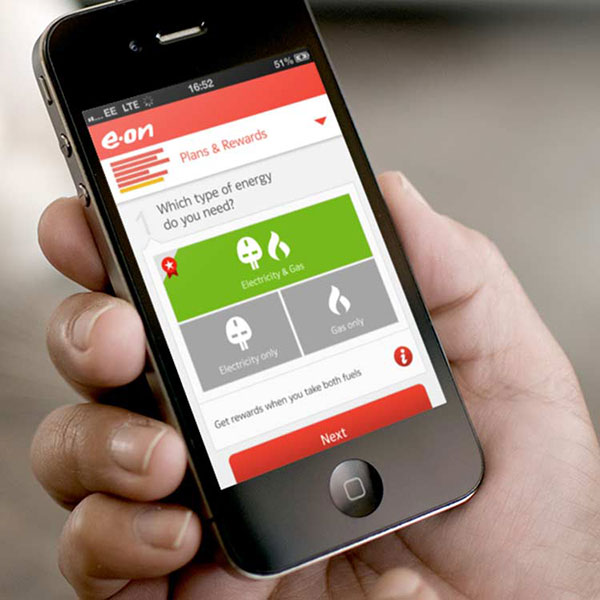 EE LTE 16:52 51%
e·on
Plans & Rewards
1 Which type of energy
do you need?
Electricity & Gas
Electricity only Gas only
Get rewards when you take both fuels i
Next